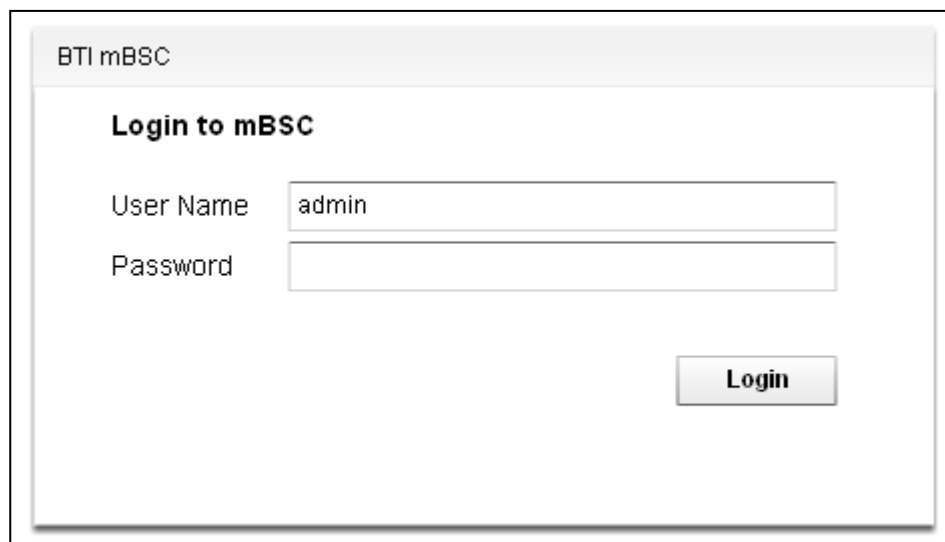 BTI mBSC
Login to mBSC
User Name admin
Password
Login